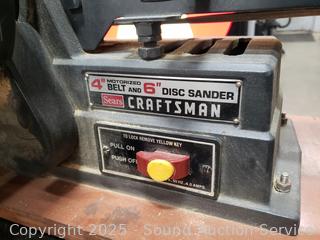 4" MOTORIZED BELT AND 6" DISC SANDER
Sears CRAFTSMAN
TO LOCK REMOVE YELLOW KEY
PULL ON
PUSH OFF
Copyright 2025 - Sound Auction Service